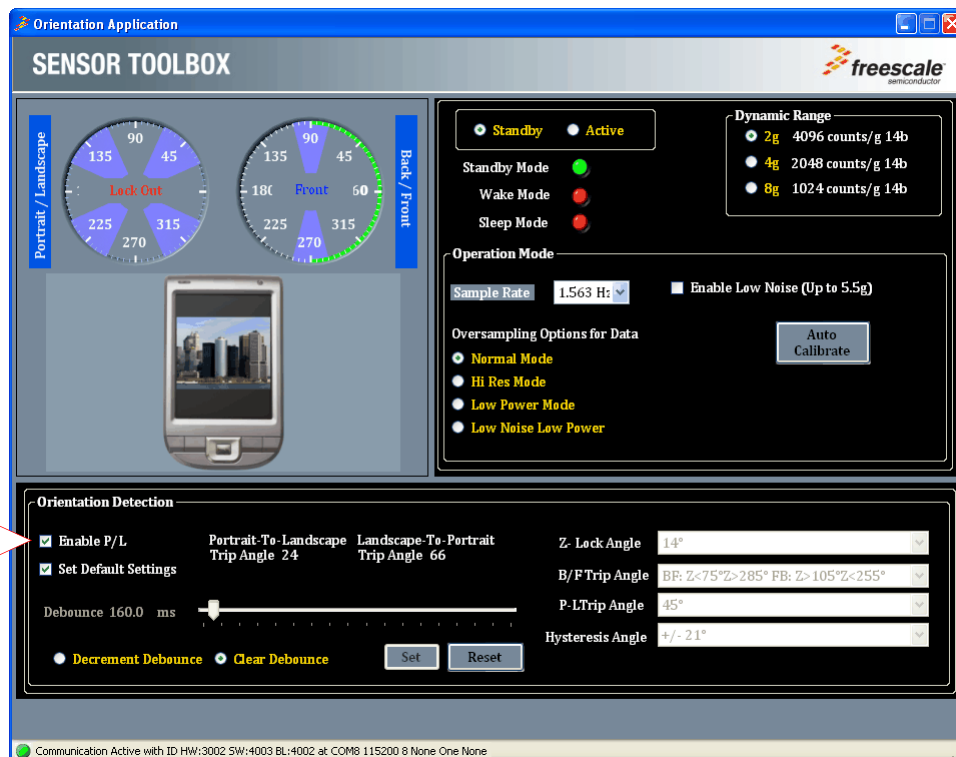 Orientation Application
SENSOR TOOLBOX
freescale
semiconductor
Portrait / Landscape
90
135
45
Lock Out
225
315
270
90
135
45
180
Front
60
225
315
270
Back / Front
Standby
Active
Standby Mode
Wake Mode
Sleep Mode
Dynamic Range
2g 4096 counts/g 14b
4g 2048 counts/g 14b
8g 1024 counts/g 14b
Operation Mode
Sample Rate
1.563 Hz
Enable Low Noise (Up to 5.5g)
Oversampling Options for Data
Normal Mode
Hi Res Mode
Low Power Mode
Low Noise Low Power
Auto
Calibrate
Orientation Detection
Enable P/L
Set Default Settings
Portrait-To-Landscape
Trip Angle 24
Landscape-To-Portrait
Trip Angle 66
Debounce 160.0 ms
Decrement Debounce
Clear Debounce
Set
Reset
Z- Lock Angle
14°
B/F Trip Angle
BF: Z<75°Z>285° FB: Z>105°Z<255°
P-LTrip Angle
45°
Hysteresis Angle
+/- 21°
Communication Active with ID HW:3002 SW:4003 BL:4002 at COM8 115200 8 None One None